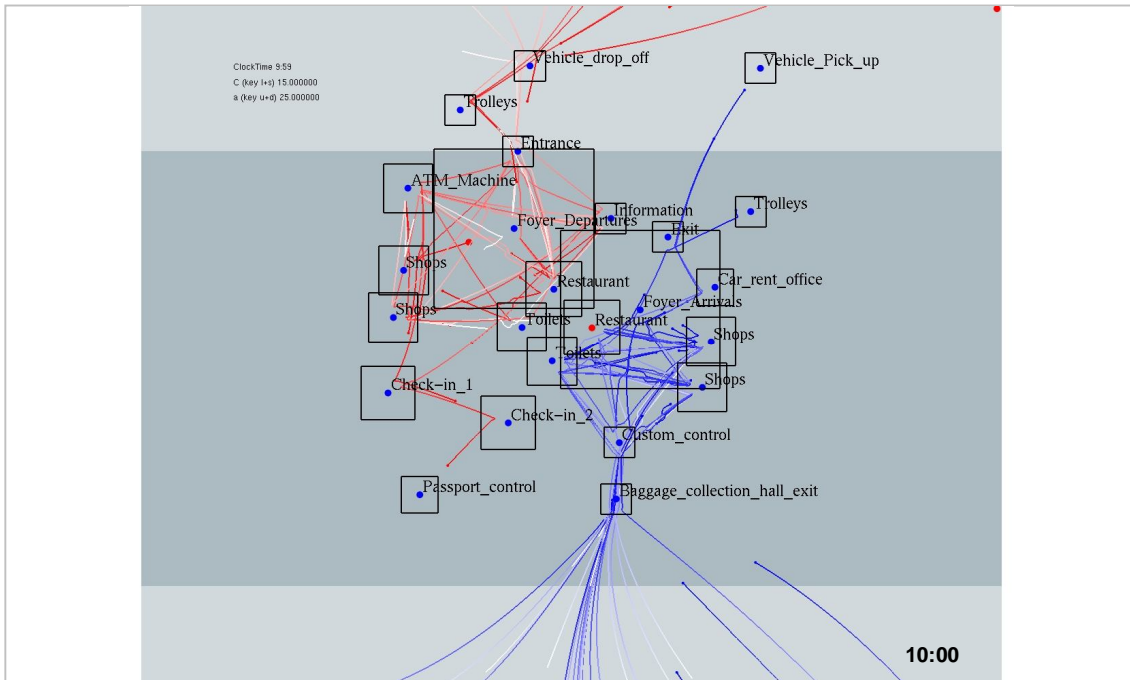 Vehicle_drop_off
Vehicle_Pick_up
ClockTime 9:59
C (key l+s) 15.000000
a (key u+d) 25.000000
Trolleys
Entrance
ATM_Machine
Information
Trolleys
Foyer_Departures
Exit
Shops
Restaurant
Car_rent_office
Foyer_Arrivals
Shops
Toilets
Restaurant
Shops
Toilets
Shops
Check-in_1
Check-in_2
Custom_control
Passport_control
Baggage_collection_hall_exit
10:00